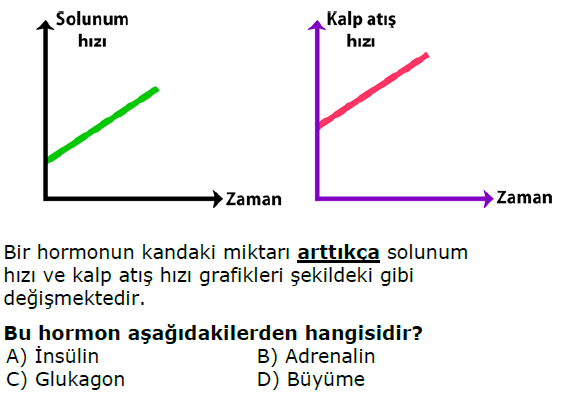 Solunum
hızı
Zaman
Kalp atış
hızı
Zaman
Bir hormonun kandaki miktarı arttıkça solunum
hızı ve kalp atış hızı grafikleri şekildeki gibi
değişmektedir.
Bu hormon aşağıdakilerden hangisidir?
A) İnsülin B) Adrenalin
C) Glukagon D) Büyüme